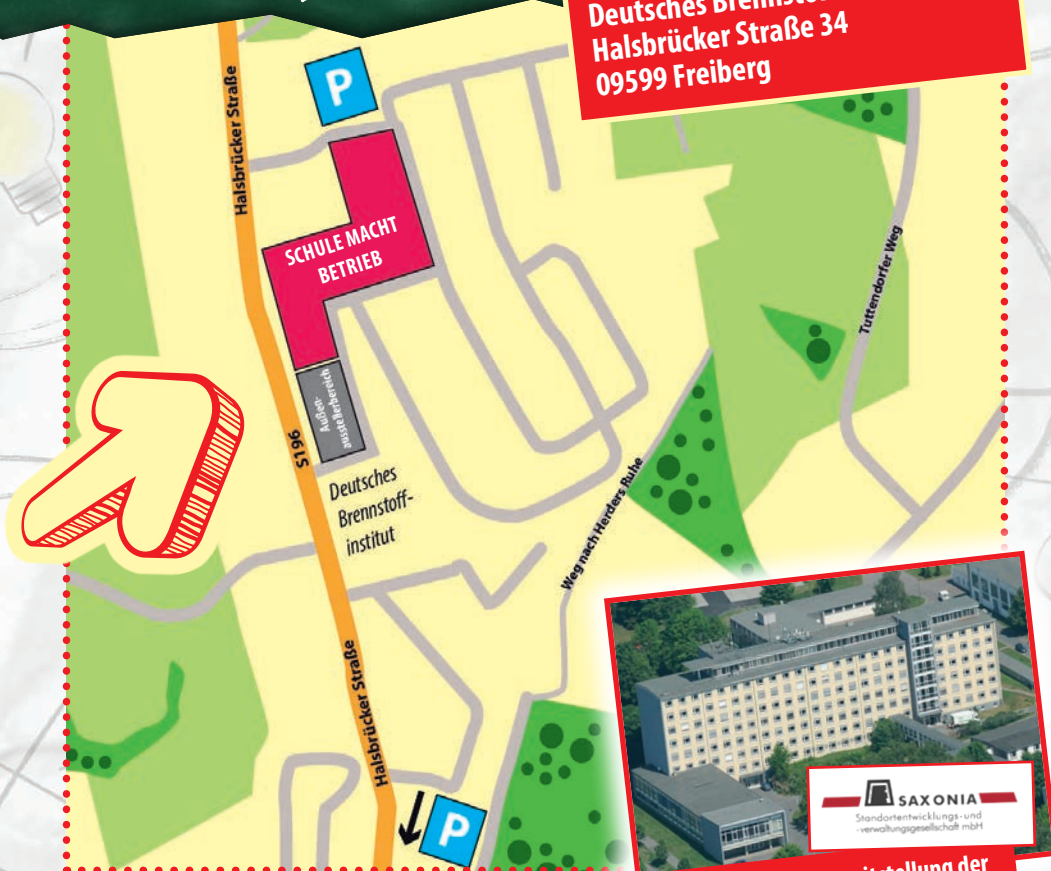 Deutsches
Halsbrücker Straße 34
09599 Freiberg
Halsbrücker Straße
P
SCHULE MACHT
BETRIEB
Außen-
ausstellerbereich
S196
Deutsches
Brennstoff-
institut
Tuttendorfer Weg
Weg nach Herders Ruhe
Halsbrücker Straße
P
SAXONIA
Standortentwicklungs- und
-verwaltungsgesellschaft mbH
der